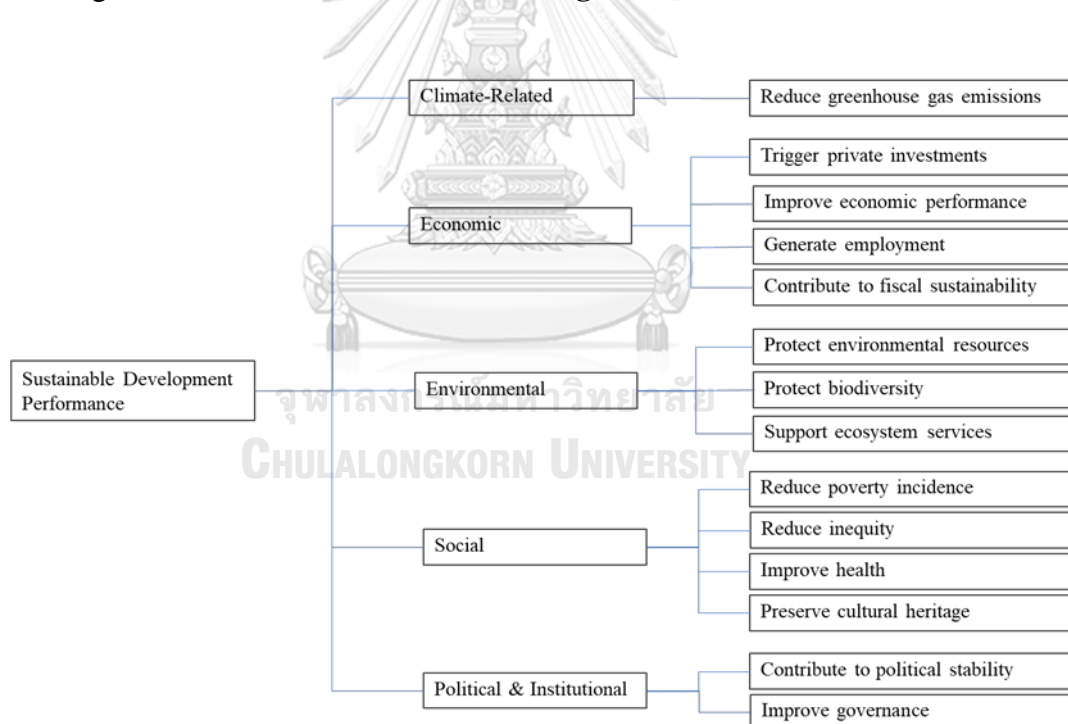 Climate-Related
Reduce greenhouse gas emissions
Trigger private investments
Improve economic performance
Economic
Generate employment
Contribute to fiscal sustainability
Protect environmental resources
Sustainable Development
Performance
Environmental
Protect biodiversity
จุฬาลงกรณ์มหาวิทยาลัย
Support ecosystem services
CHULALONGKORN UNIVERSITY
Reduce poverty incidence
Reduce inequity
Social
Improve health
Preserve cultural heritage
Contribute to political stability
Political & Institutional
Improve governance